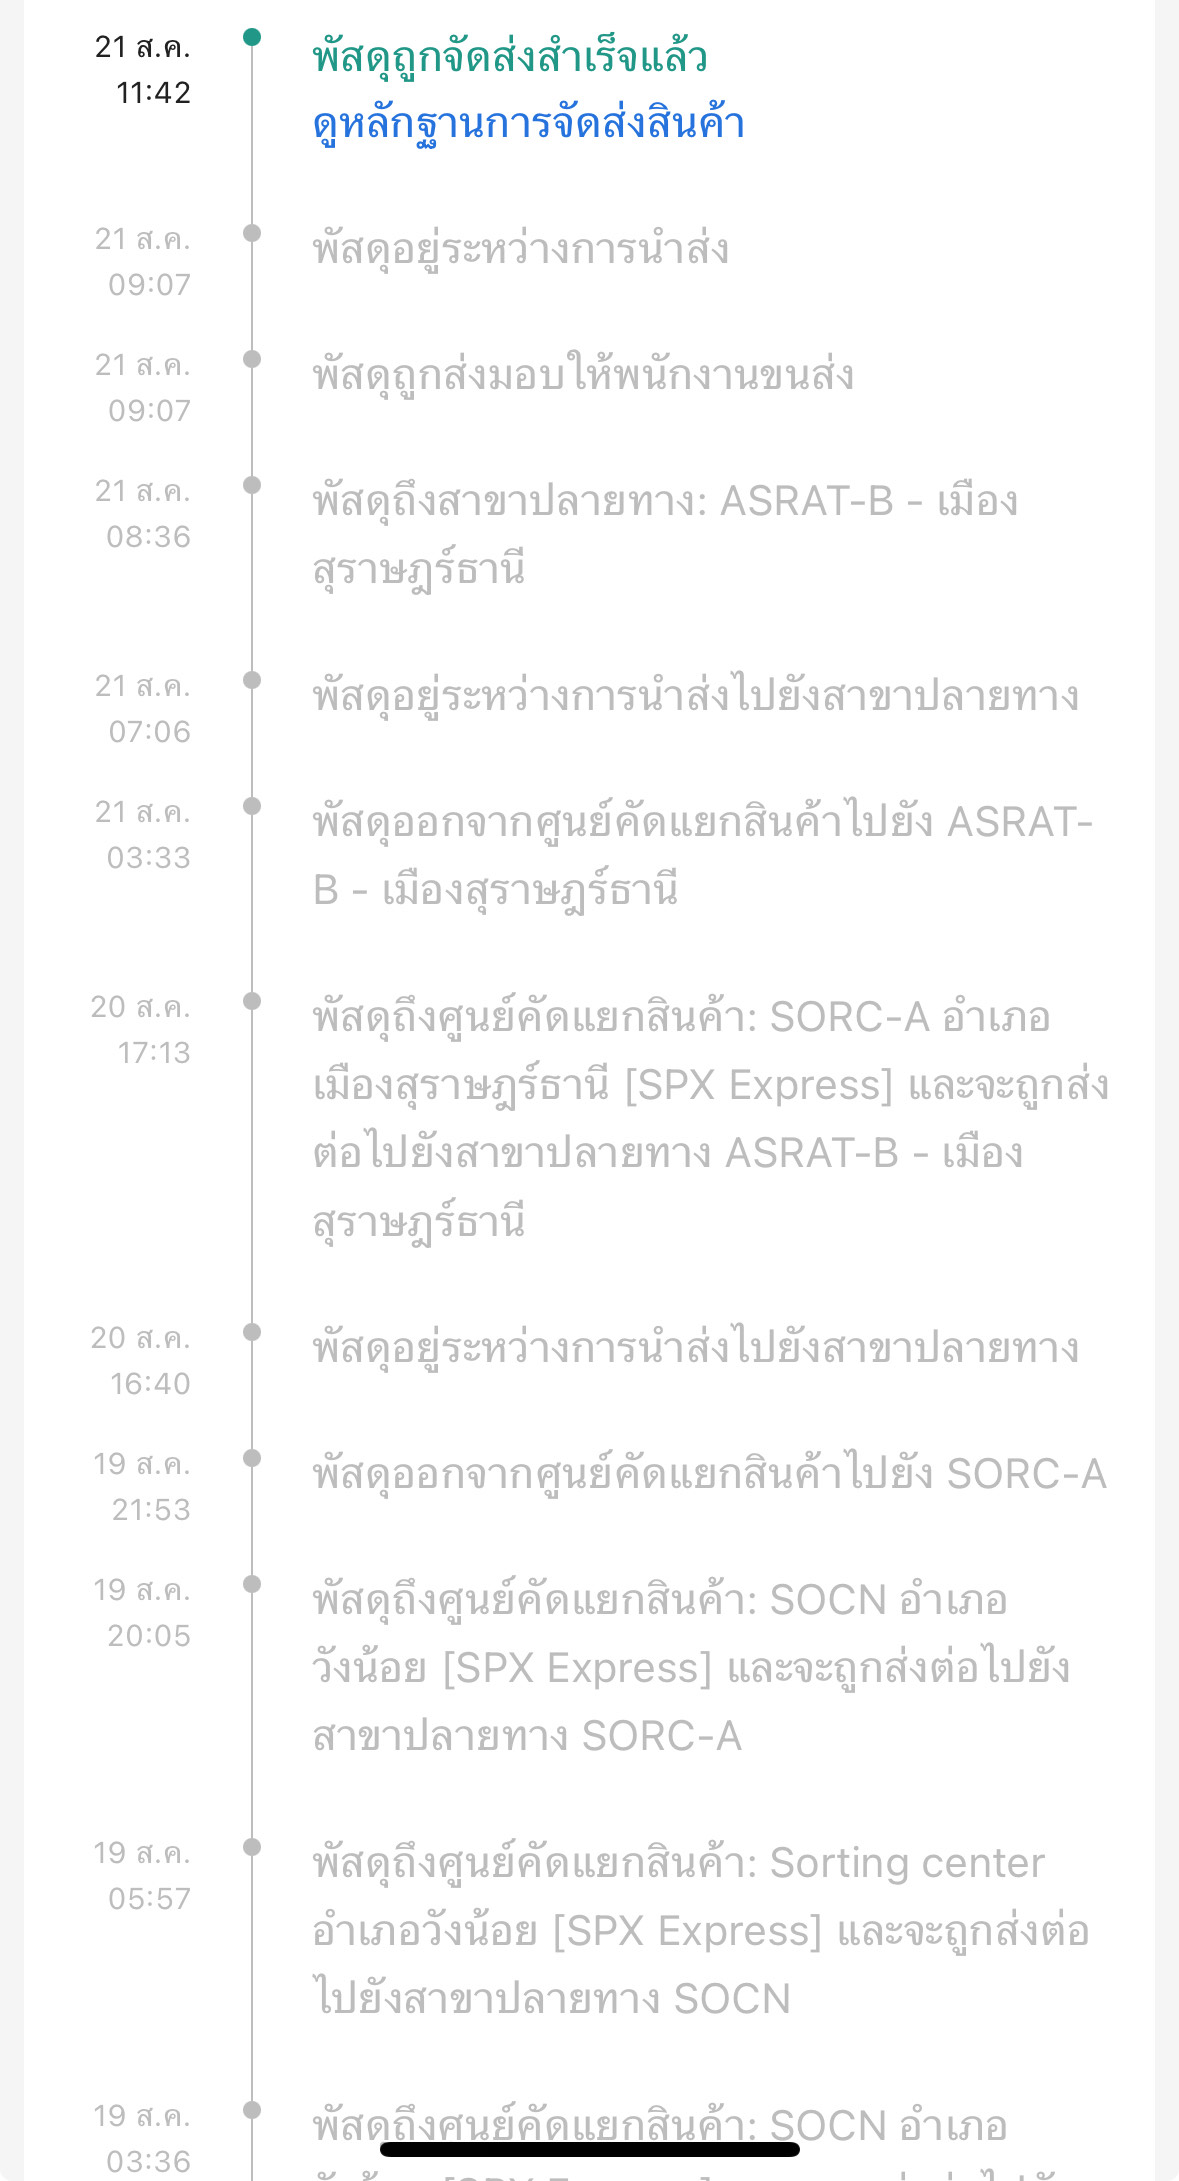 21 ส.ค.
11:42
พัสดุถูกจัดส่งสำเร็จแล้ว
ดูหลักฐานการจัดส่งสินค้า
21 ส.ค.
09:07
พัสดุอยู่ระหว่างการนำส่ง
21 ส.ค.
09:07
พัสดุถูกส่งมอบให้พนักงานขนส่ง
21 ส.ค.
08:36
พัสดุถึงสาขาปลายทาง: ASRAT-B - เมือง
สุราษฎร์ธานี
21 ส.ค.
07:06
พัสดุอยู่ระหว่างการนำส่งไปยังสาขาปลายทาง
21 ส.ค.
03:33
พัสดุออกจากศูนย์คัดแยกสินค้าไปยัง ASRAT-
B - เมืองสุราษฎร์ธานี
20 ส.ค.
17:13
พัสดุถึงศูนย์คัดแยกสินค้า: SORC-A อำเภอ
เมืองสุราษฎร์ธานี [SPX Express] และจะถูกส่ง
ต่อไปยังสาขาปลายทาง ASRAT-B - เมือง
สุราษฎร์ธานี
20 ส.ค.
16:40
พัสดุอยู่ระหว่างการนำส่งไปยังสาขาปลายทาง
19 ส.ค.
21:53
พัสดุออกจากศูนย์คัดแยกสินค้าไปยัง SORC-A
19 ส.ค.
20:05
พัสดุถึงศูนย์คัดแยกสินค้า: SOCN อำเภอ
วังน้อย [SPX Express] และจะถูกส่งต่อไปยัง
สาขาปลายทาง SORC-A
19 ส.ค.
05:57
พัสดุถึงศูนย์คัดแยกสินค้า: Sorting center
อำเภอวังน้อย [SPX Express] และจะถูกส่งต่อ
ไปยังสาขาปลายทาง SOCN
19 ส.ค.
03:36
พัสดุถึงศูนย์คัดแยกสินค้า: SOCN อำเภอ